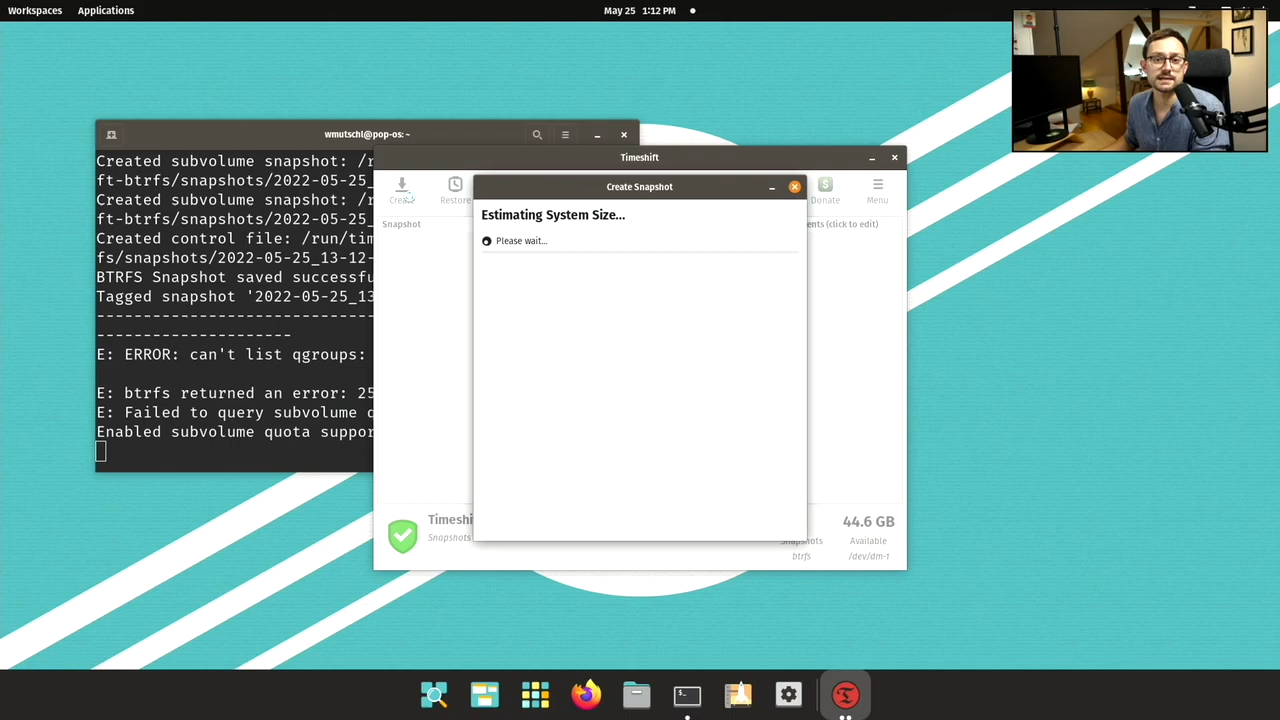 Workspaces Applications May 25 1:12 PM
wmutschl@pop-os: ~
Created subvolume snapshot: /r
ft-btrfs/snapshots/2022-05-25_
Created subvolume snapshot: /r
ft-btrfs/snapshots/2022-05-25_
Created control file: /run/tim
fs/snapshots/2022-05-25_13-12-
BTRFS Snapshot saved successfu
Tagged snapshot '2022-05-25_13
--------------------------------
---------------------
E: ERROR: can't list qgroups:
E: btrfs returned an error: 25
E: Failed to query subvolume q
Enabled subvolume quota suppor
Timeshift
Create Restore Donate Menu
Snapshot ents (click to edit)
Create Snapshot
Estimating System Size...
Please wait...
Timeshi
Snapshots
Snapshots
btrfs
44.6 GB
Available
/dev/dm-1